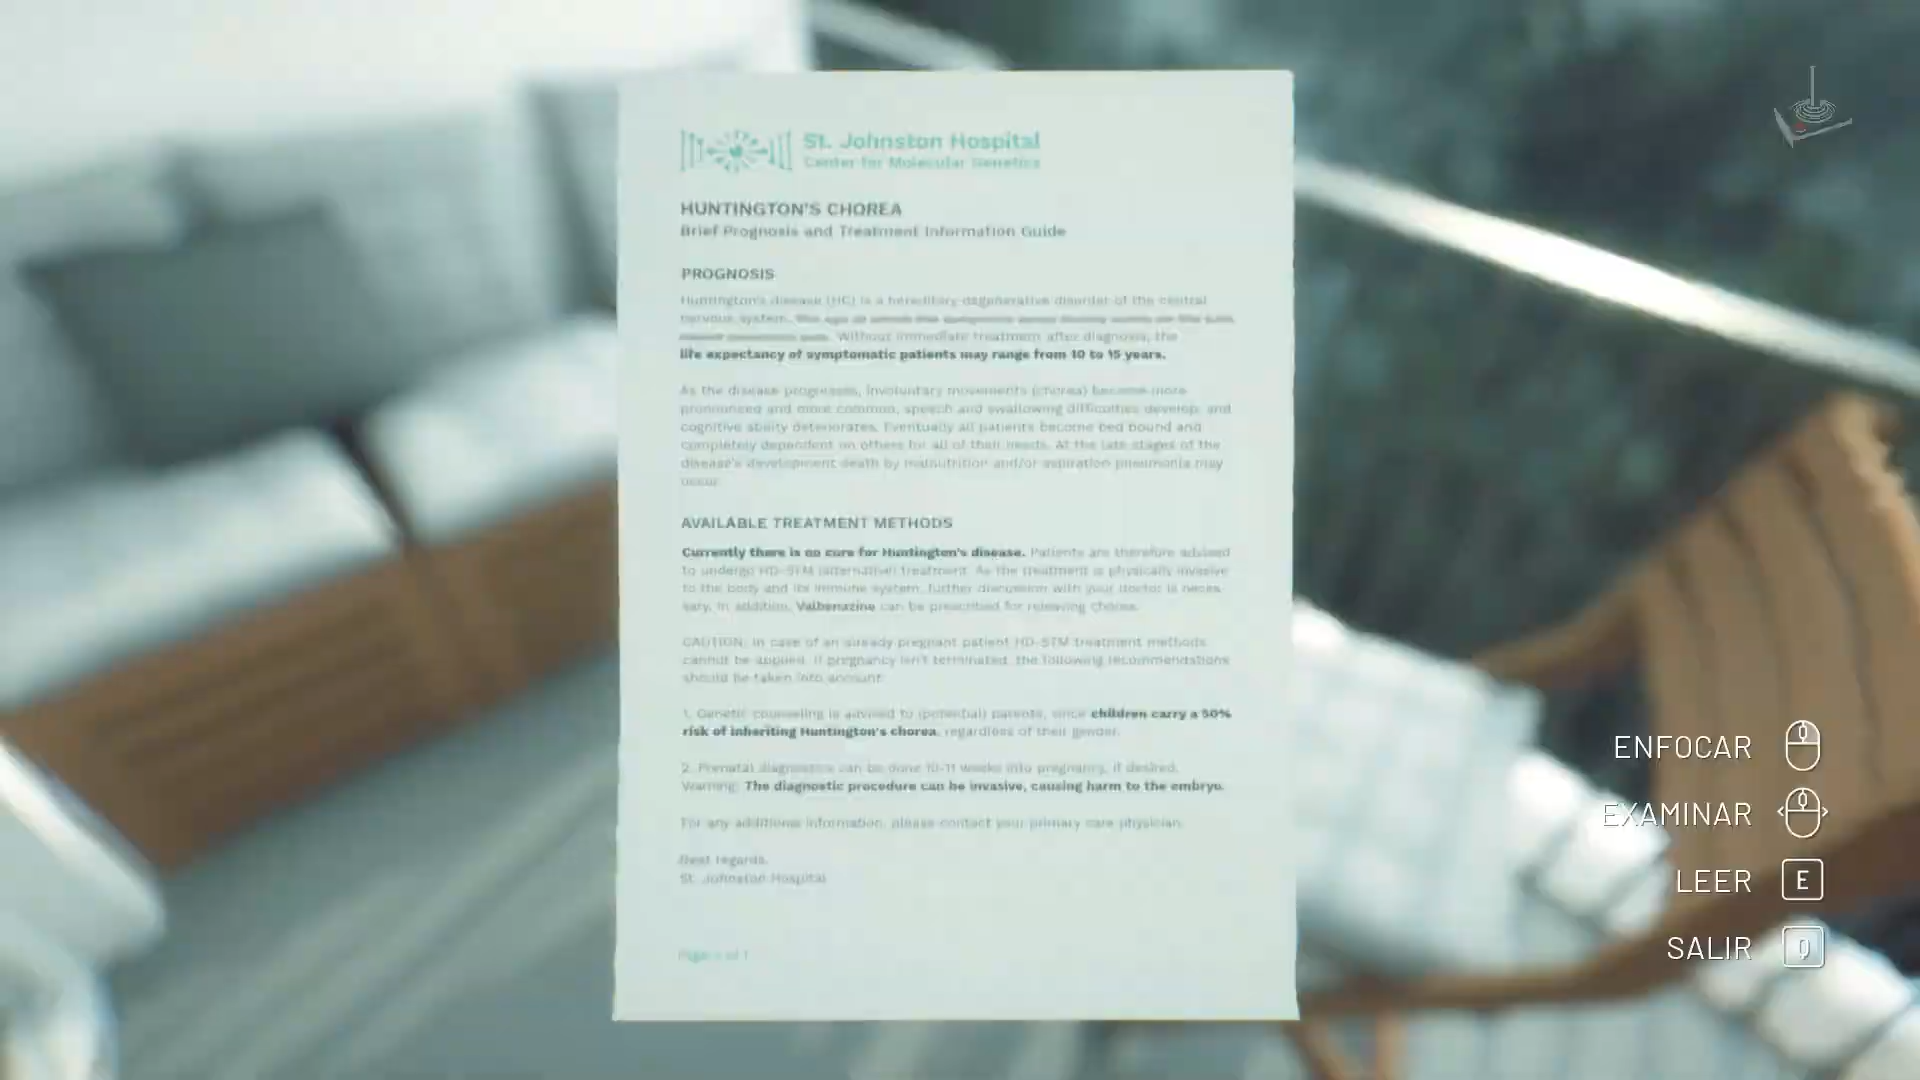 St. Johnston Hospital
Center for Molecular Genetics
HUNTINGTON'S CHOREA
Brief Prognosis and Treatment Information Guide
PROGNOSIS
Huntington's disease (HC) is a hereditary degenerative disorder of the central
nervous system.
Without immediate treatment after diagnosis, the
life expectancy of symptomatic patients may range from 10 to 15 years.
As the disease progresses, involuntary movements (chorea) become more
pronounced and more common, speech and swallowing difficulties develop, and
cognitive ability deteriorates. Eventually all patients become bed bound and
completely dependent on others for all of their needs. At the late stages of the
disease's development death by malnutrition and/or aspiration pneumonia may
occur.
AVAILABLE TREATMENT METHODS
Currently there is no cure for Huntington's disease. Patients are therefore advised
to undergo HD-STM (alternative) treatment. As the treatment is physically invasive
to the body and its immune system, further discussion with your doctor is neces-
sary. In addition, Valbenazine can be prescribed for relieving chorea.
CAUTION: In case of an already pregnant patient HD-STM treatment methods
cannot be applied. If pregnancy isn't terminated, the following recommendations
should be taken into account:
1. Genetic counseling is advised to (potential) parents, since children carry a 50%
risk of inheriting Huntington's chorea, regardless of their gender.
2. Prenatal diagnostics can be done 10-11 weeks into pregnancy, if desired.
Warning: The diagnostic procedure can be invasive, causing harm to the embryo.
For any additional information, please contact your primary care physician.
Best regards,
St. Johnston Hospital
Page 1 of 1
ENFOCAR
EXAMINAR
LEER E
SALIR Q